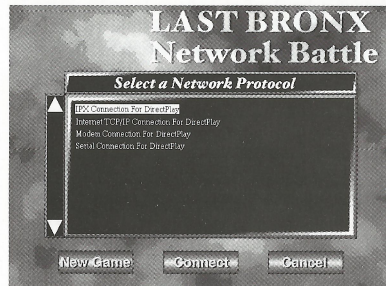 LAST BRONX
Network Battle
Select a Network Protocol
IPX Connection For DirectPlay
Internet TCP/IP Connection For DirectPlay
Modem Connection For DirectPlay
Serial Connection For DirectPlay
New Game
Connect
Cancel